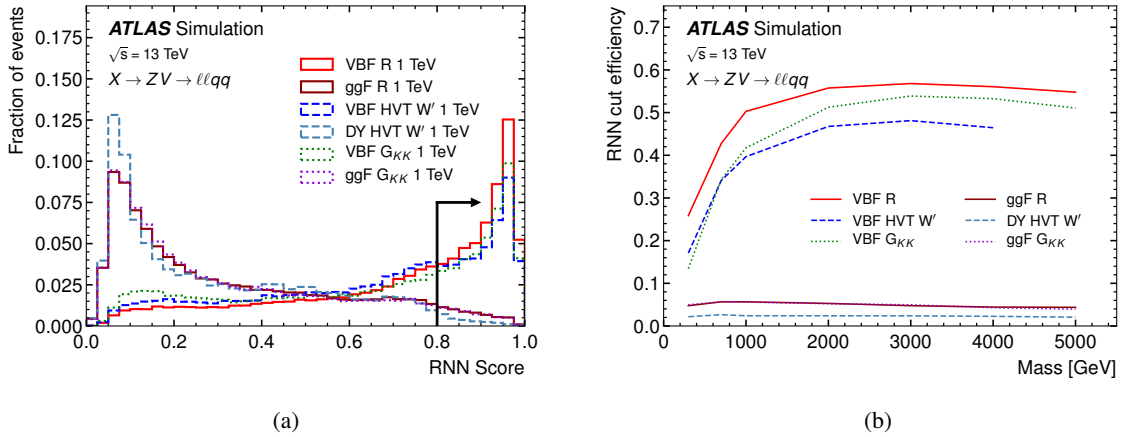 ATLAS Simulation
√s = 13 TeV
X → ZV → ℓℓqq
VBF R 1 TeV
ggF R 1 TeV
VBF HVT W′ 1 TeV
DY HVT W′ 1 TeV
VBF G_KK 1 TeV
ggF G_KK 1 TeV
Fraction of events
0.175
0.150
0.125
0.100
0.075
0.050
0.025
0.000
0.0 0.2 0.4 0.6 0.8 1.0
RNN Score
(a)
ATLAS Simulation
√s = 13 TeV
X → ZV → ℓℓqq
RNN cut efficiency
0.7
0.6
0.5
0.4
0.3
0.2
0.1
0.0
VBF R ggF R
VBF HVT W′ DY HVT W′
VBF G_KK ggF G_KK
0 1000 2000 3000 4000 5000
Mass [GeV]
(b)